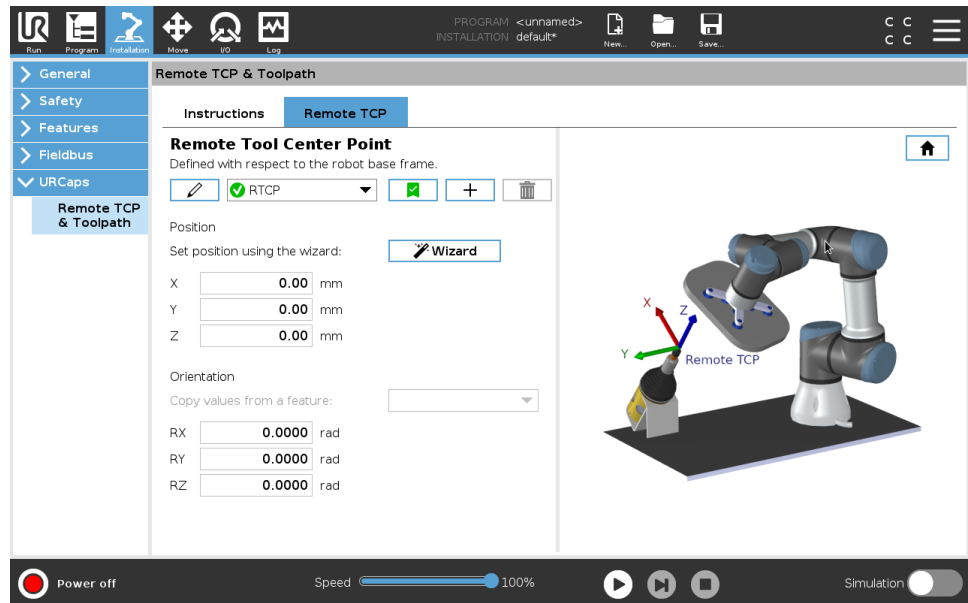 UR
Run
Program
Installation
Move
I/O
Log
PROGRAM <unnamed>
INSTALLATION default*
New...
Open...
Save...
C C
C C
General
Safety
Features
Fieldbus
URCaps
Remote TCP
& Toolpath
Remote TCP & Toolpath
Instructions
Remote TCP
Remote Tool Center Point
Defined with respect to the robot base frame.
RTCP
Position
Set position using the wizard:
Wizard
X 0.00 mm
Y 0.00 mm
Z 0.00 mm
Orientation
Copy values from a feature:
RX 0.0000 rad
RY 0.0000 rad
RZ 0.0000 rad
X
Z
Y
Remote TCP
Power off
Speed
100%
Simulation